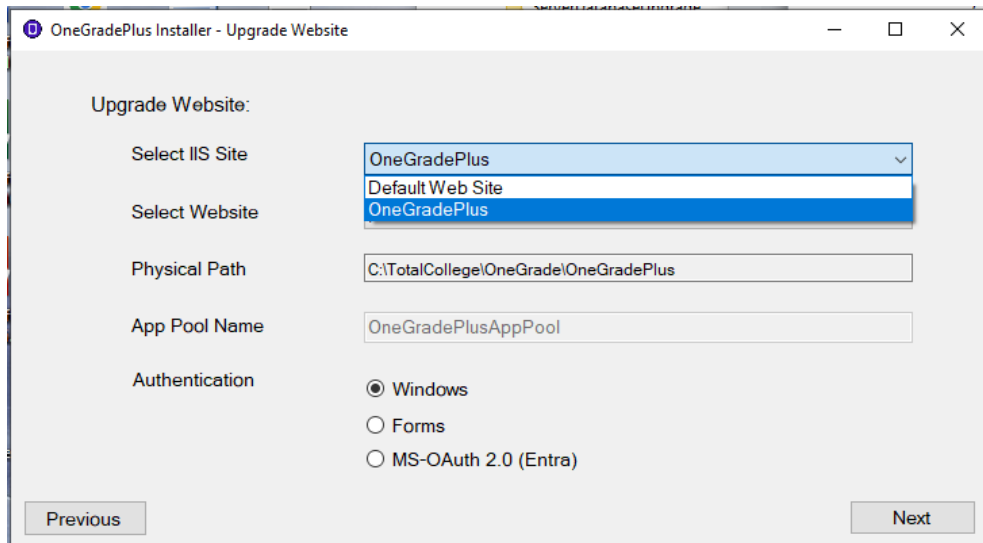 ServerDatabaseUpgrade
OneGradePlus Installer - Upgrade Website
Upgrade Website:
Select IIS Site
OneGradePlus
Default Web Site
OneGradePlus
Select Website
Physical Path
C:\TotalCollege\OneGrade\OneGradePlus
App Pool Name
OneGradePlusAppPool
Authentication
Windows
Forms
MS-OAuth 2.0 (Entra)
Previous
Next